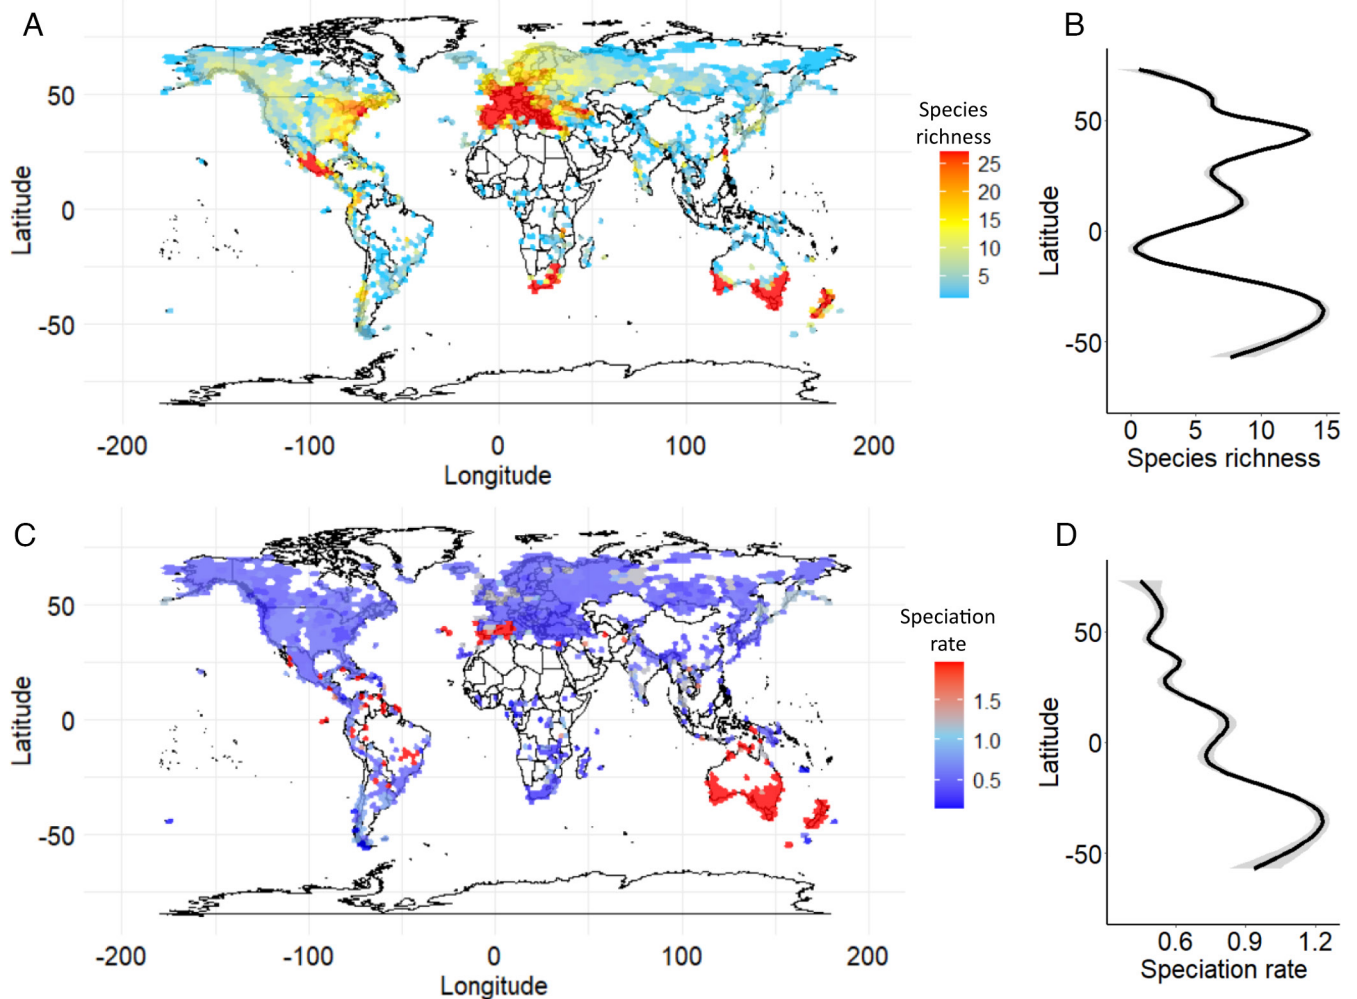 A
B
50
0
-50
Latitude
-200
-100
0
100
200
Longitude
Species
richness
25
20
15
10
5
50
0
-50
Latitude
0
5
10
15
Species richness
C
D
50
0
-50
Latitude
-200
-100
0
100
200
Longitude
Speciation
rate
1.5
1.0
0.5
50
0
-50
Latitude
0.6
0.9
1.2
Speciation rate